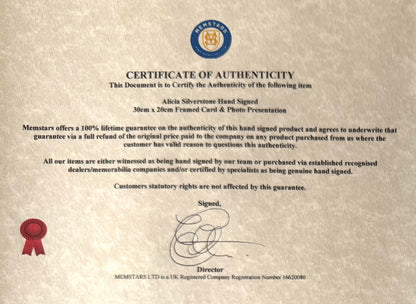 MEMSTARS
CERTIFICATE OF AUTHENTICITY
This Document is to Certify the Authenticity of the following item
Alicia Silverstone Hand Signed
30cm x 20cm Framed Card & Photo Presentation
Memstars offers a 100% lifetime guarantee on the authenticity of this hand signed product and agrees to underwrite that
guarantee via a full refund of the original price paid to the company on any product purchased from us where the
customer has valid reason to questions this authenticity.
All our items are either witnessed as being hand signed by our team or purchased via established recognised
dealers/memorabilia companies and/or certified by specialists as being genuine hand signed.
Customers statutory rights are not affected by this guarantee.
Signed,
Director
MEMSTARS LTD is a UK Registered Company Registration Number 16620080